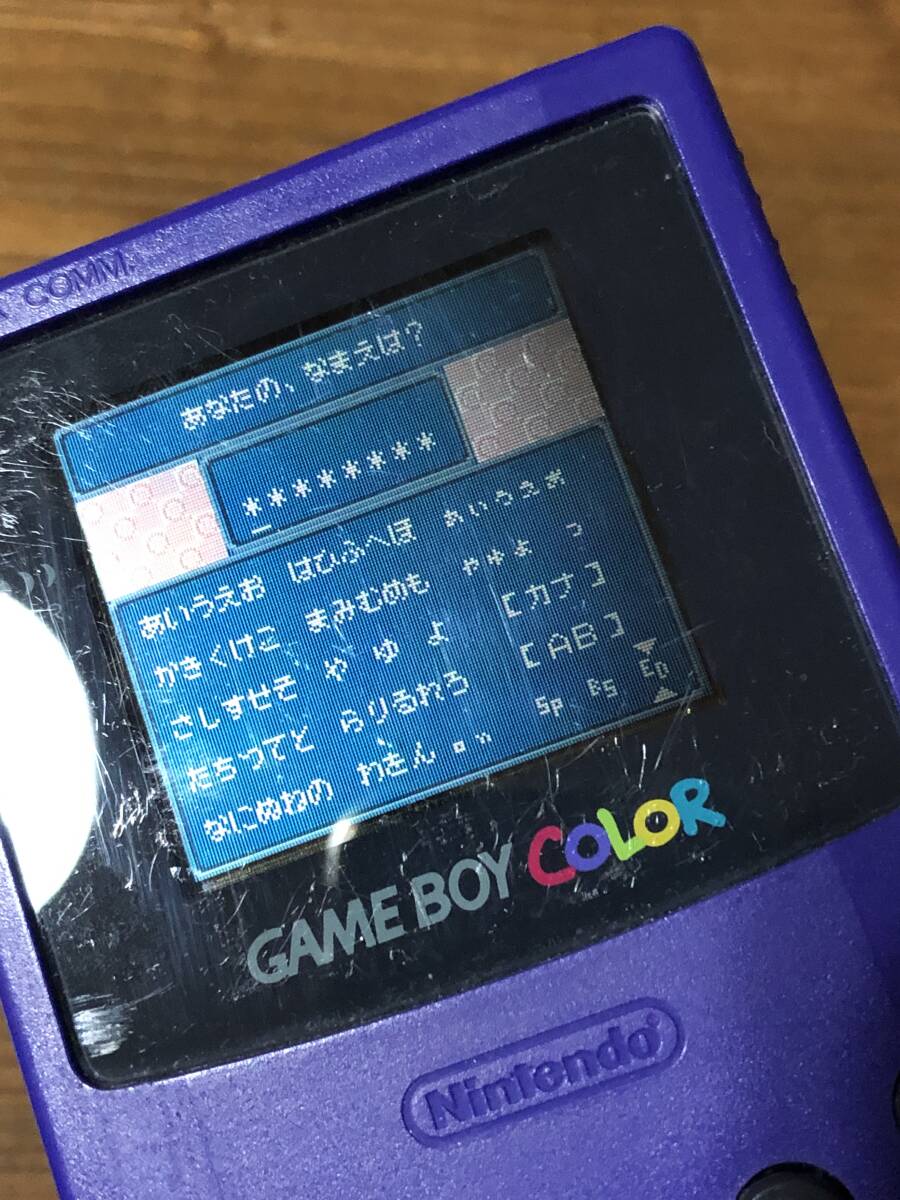 COMM.
あなたの、なまえは?
********
あいうえお はひふへほ ぁぃぅぇぉ
かきくけこ まみむめも ゃゅょ っ
さしすせそ や ゆ よ [カナ]
たちつてと らりるれろ [AB]
なにぬねの わをん 。" Sp Bs ED
GAME BOY COLOR
Nintendo